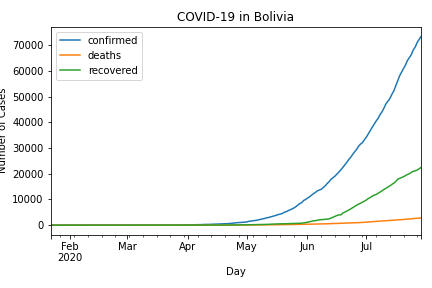 COVID-19 in Bolivia
confirmed
deaths
recovered
70000
60000
50000
40000
30000
20000
10000
0
Number of Cases
Feb
2020
Mar
Apr
May
Jun
Jul
Day